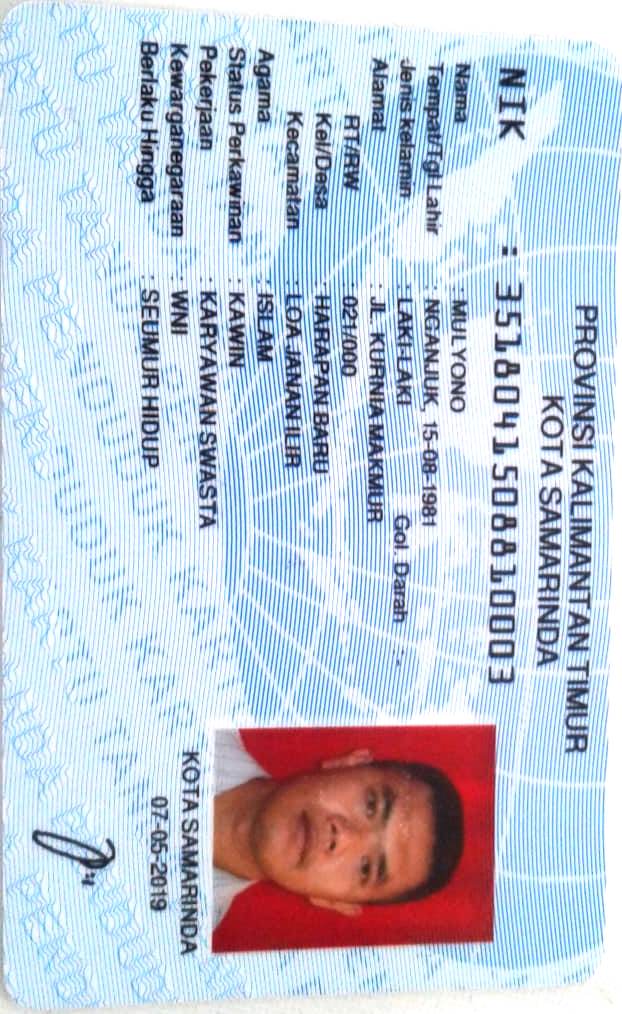 PROVINSI KALIMANTAN TIMUR
KOTA SAMARINDA
NIK : 3518041508810003
Nama : MULYONO
Tempat/Tgl Lahir : NGANJUK, 15-08-1981
Jenis kelamin : LAKI-LAKI Gol. Darah : -
Alamat : JL. KURNIA MAKMUR
RT/RW : 021/000
Kel/Desa : HARAPAN BARU
Kecamatan : LOA JANAN ILIR
Agama : ISLAM
Status Perkawinan : KAWIN
Pekerjaan : KARYAWAN SWASTA
Kewarganegaraan : WNI
Berlaku Hingga : SEUMUR HIDUP
KOTA SAMARINDA
07-05-2019